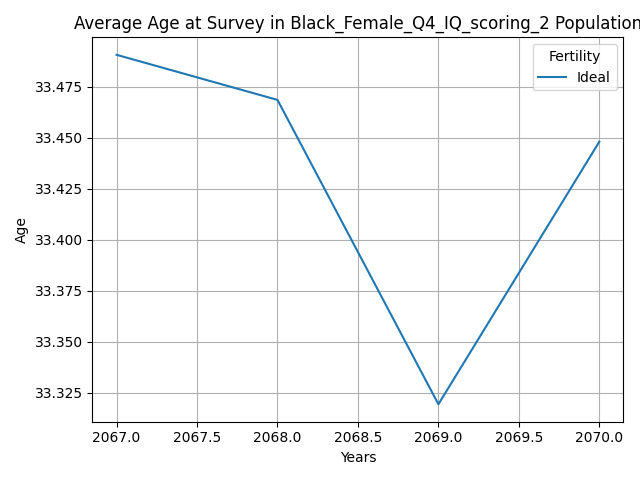 Average Age at Survey in Black_Female_Q4_IQ_scoring_2 Population
Fertility
Ideal
33.475
33.450
33.425
33.400
33.375
33.350
33.325
Age
2067.0 2067.5 2068.0 2068.5 2069.0 2069.5 2070.0
Years